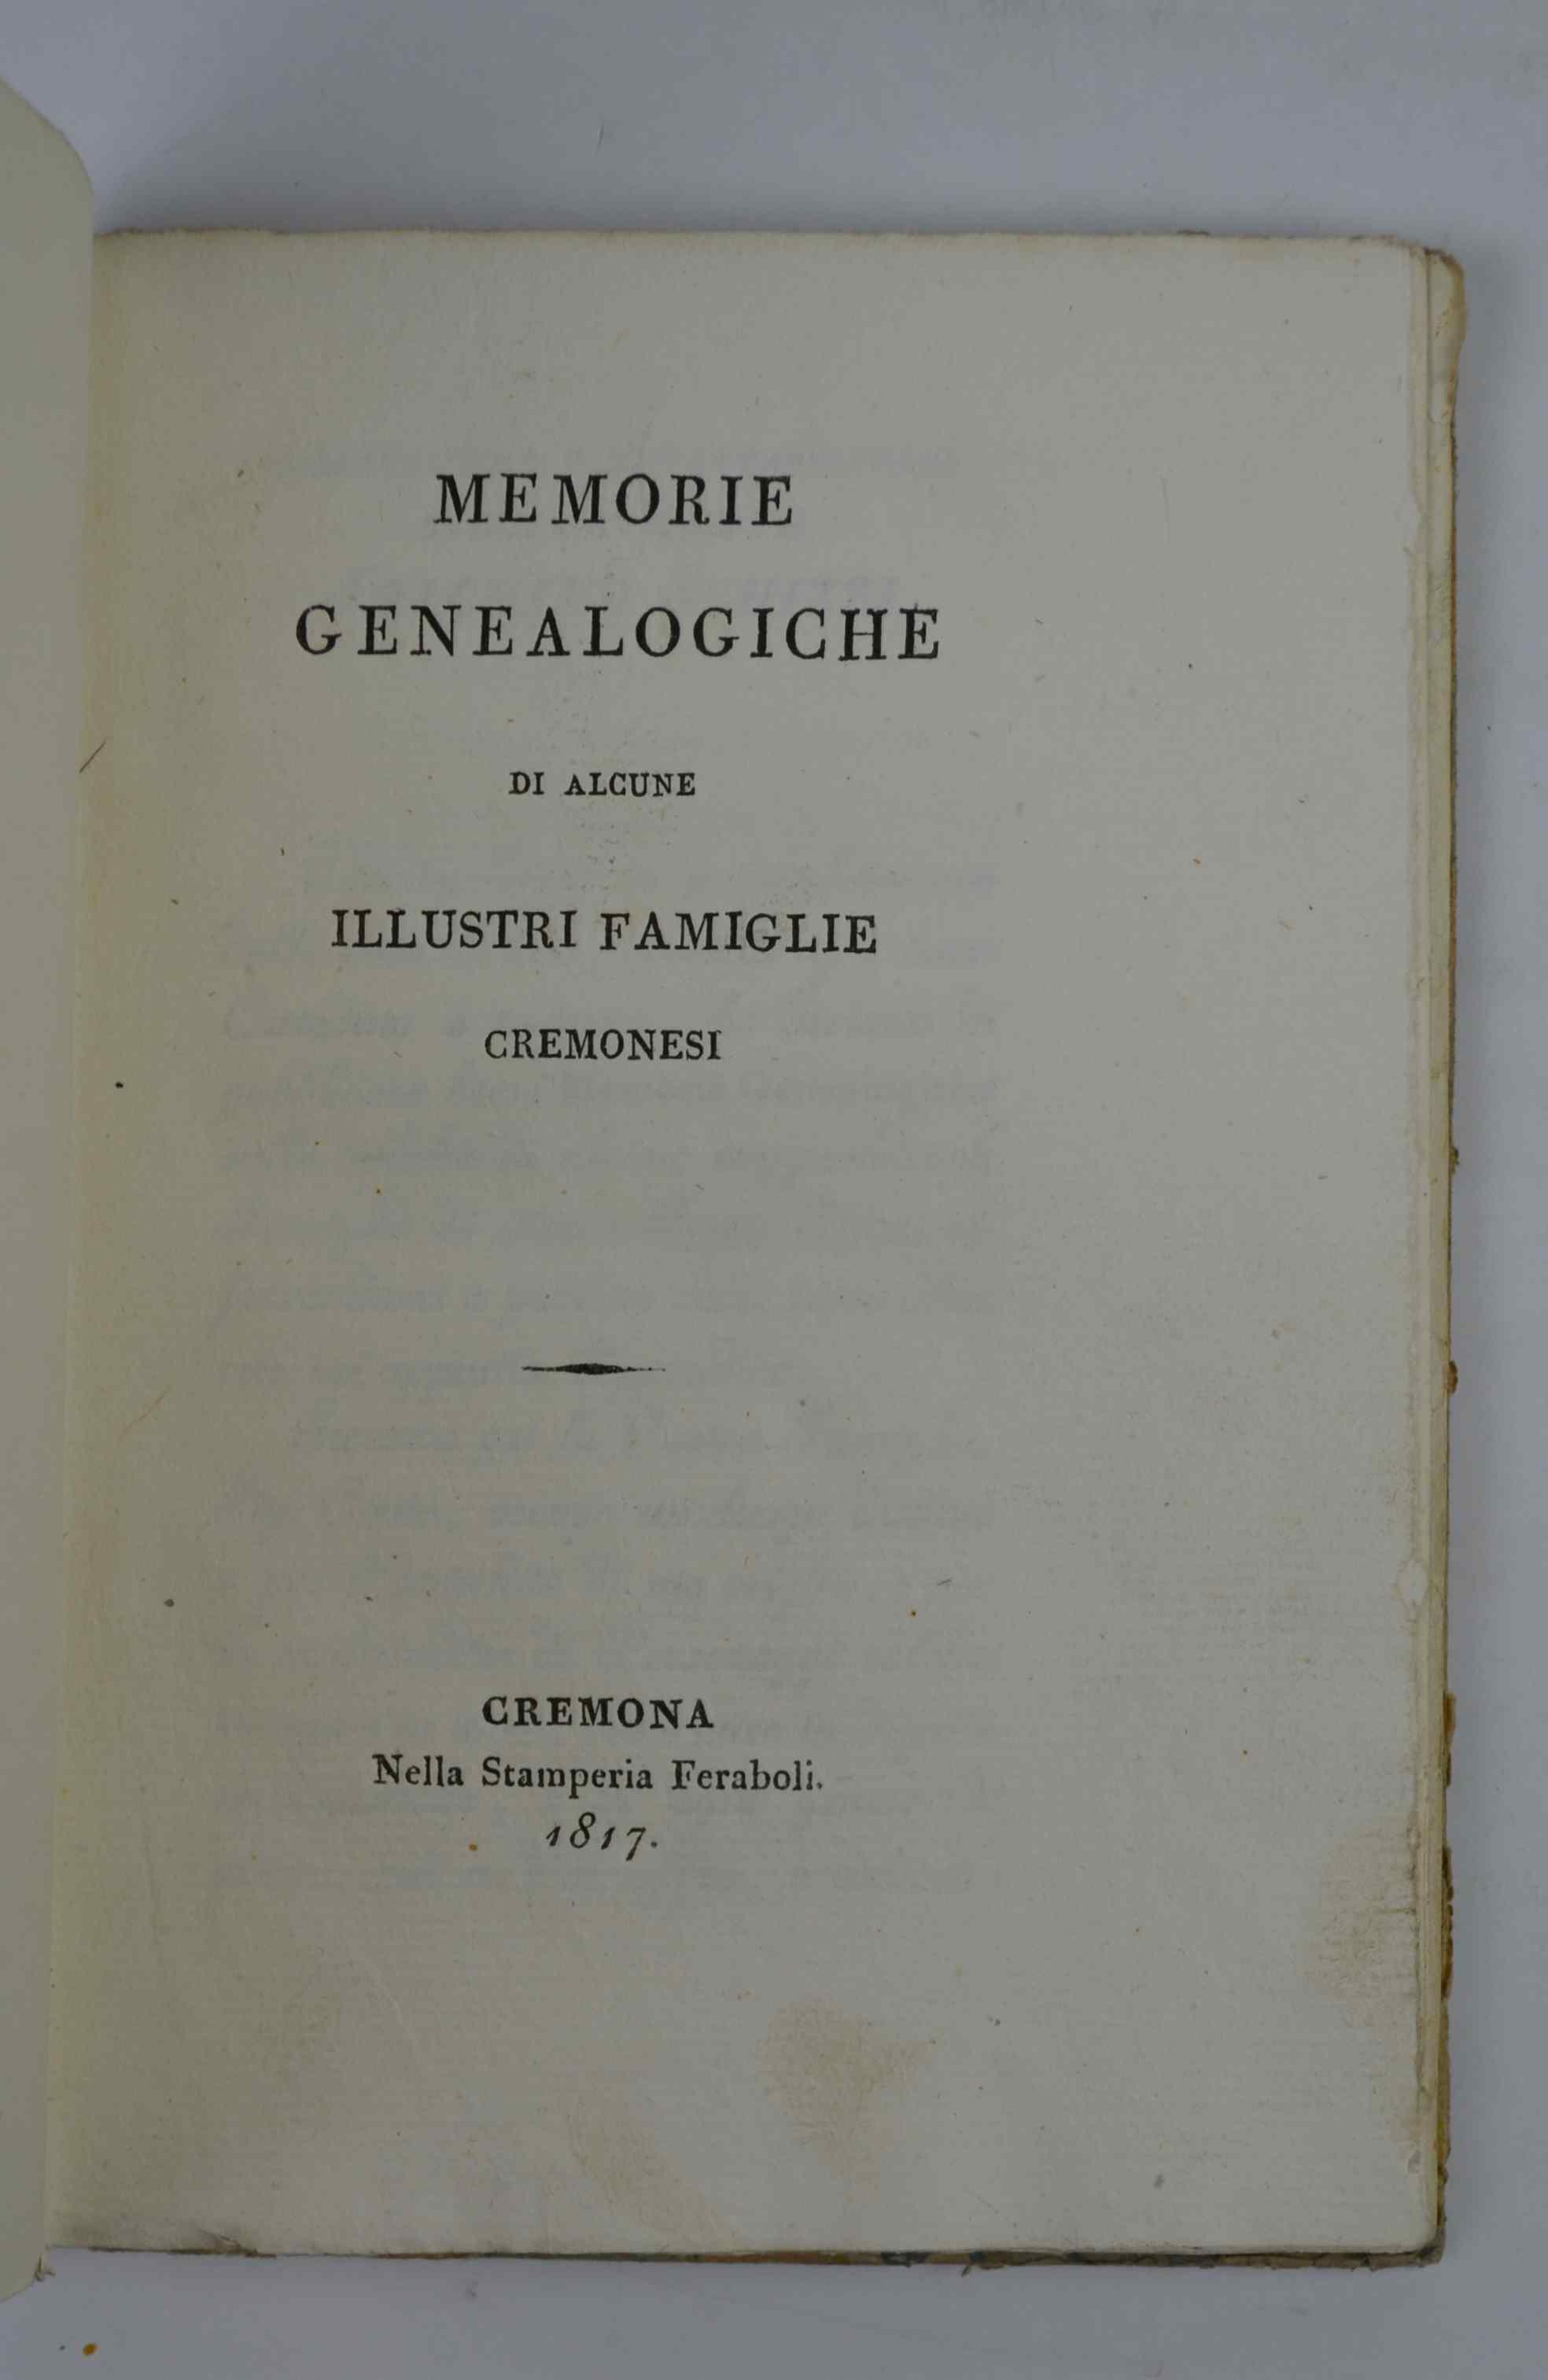 MEMORIE
GENEALOGICHE
DI ALCUNE
ILLUSTRI FAMIGLIE
CREMONESI
CREMONA
Nella Stamperia Feraboli.
1817.